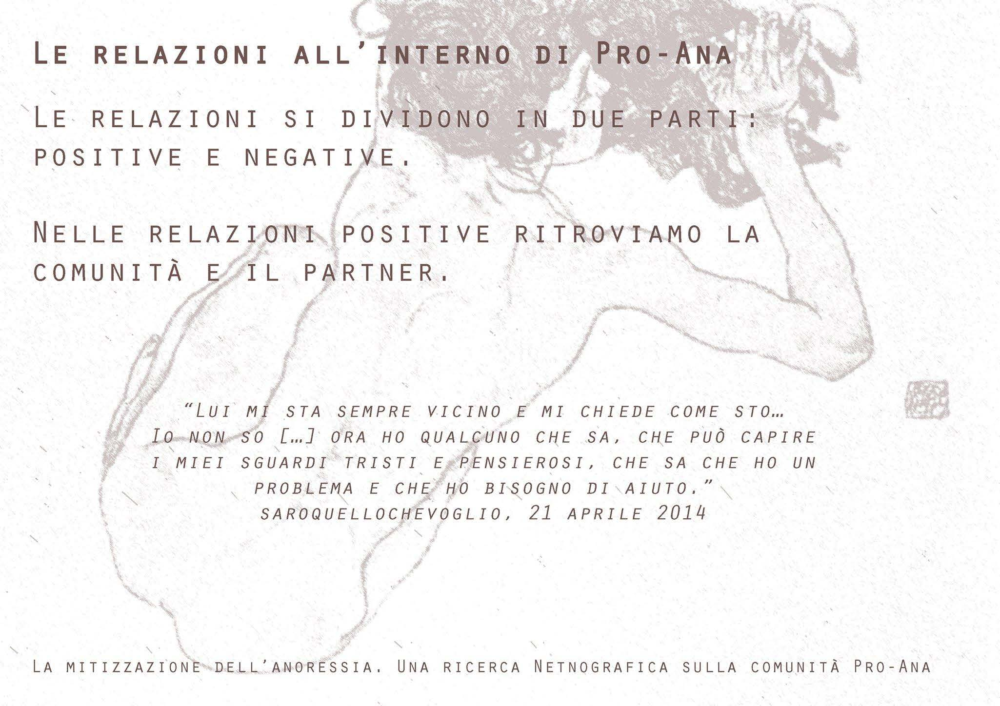 Le relazioni all’interno di Pro-Ana
Le relazioni si dividono in due parti:
positive e negative.
Nelle relazioni positive ritroviamo la
comunità e il partner.
“Lui mi sta sempre vicino e mi chiede come sto…
Io non so […] ora ho qualcuno che sa, che può capire
i miei sguardi tristi e pensierosi, che sa che ho un
problema e che ho bisogno di aiuto.”
saroquellochevoglio, 21 aprile 2014
La mitizzazione dell’anoressia. Una ricerca Netnografica sulla comunità Pro-Ana